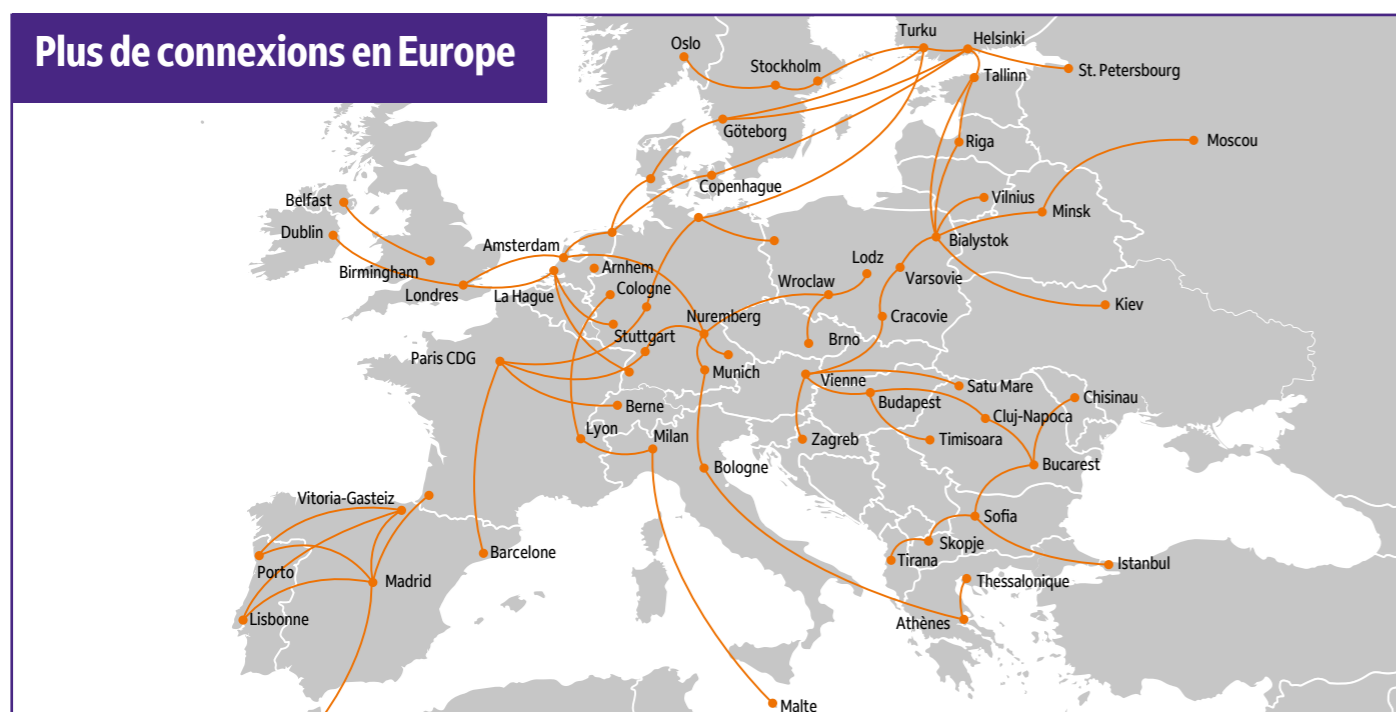 Plus de connexions en Europe
Oslo
Stockholm
Turku
Helsinki
St. Petersbourg
Tallinn
Göteborg
Riga
Moscou
Copenhague
Vilnius
Minsk
Belfast
Dublin
Amsterdam
Bialystok
Birmingham
Arnhem
Lodz
Londres
La Hague
Cologne
Wroclaw
Varsovie
Kiev
Nuremberg
Cracovie
Stuttgart
Brno
Paris CDG
Munich
Vienne
Satu Mare
Berne
Budapest
Chisinau
Cluj-Napoca
Lyon
Milan
Zagreb
Timisoara
Bologne
Bucarest
Vitoria-Gasteiz
Sofia
Skopje
Barcelone
Tirana
Istanbul
Porto
Madrid
Thessalonique
Lisbonne
Athènes
Malte